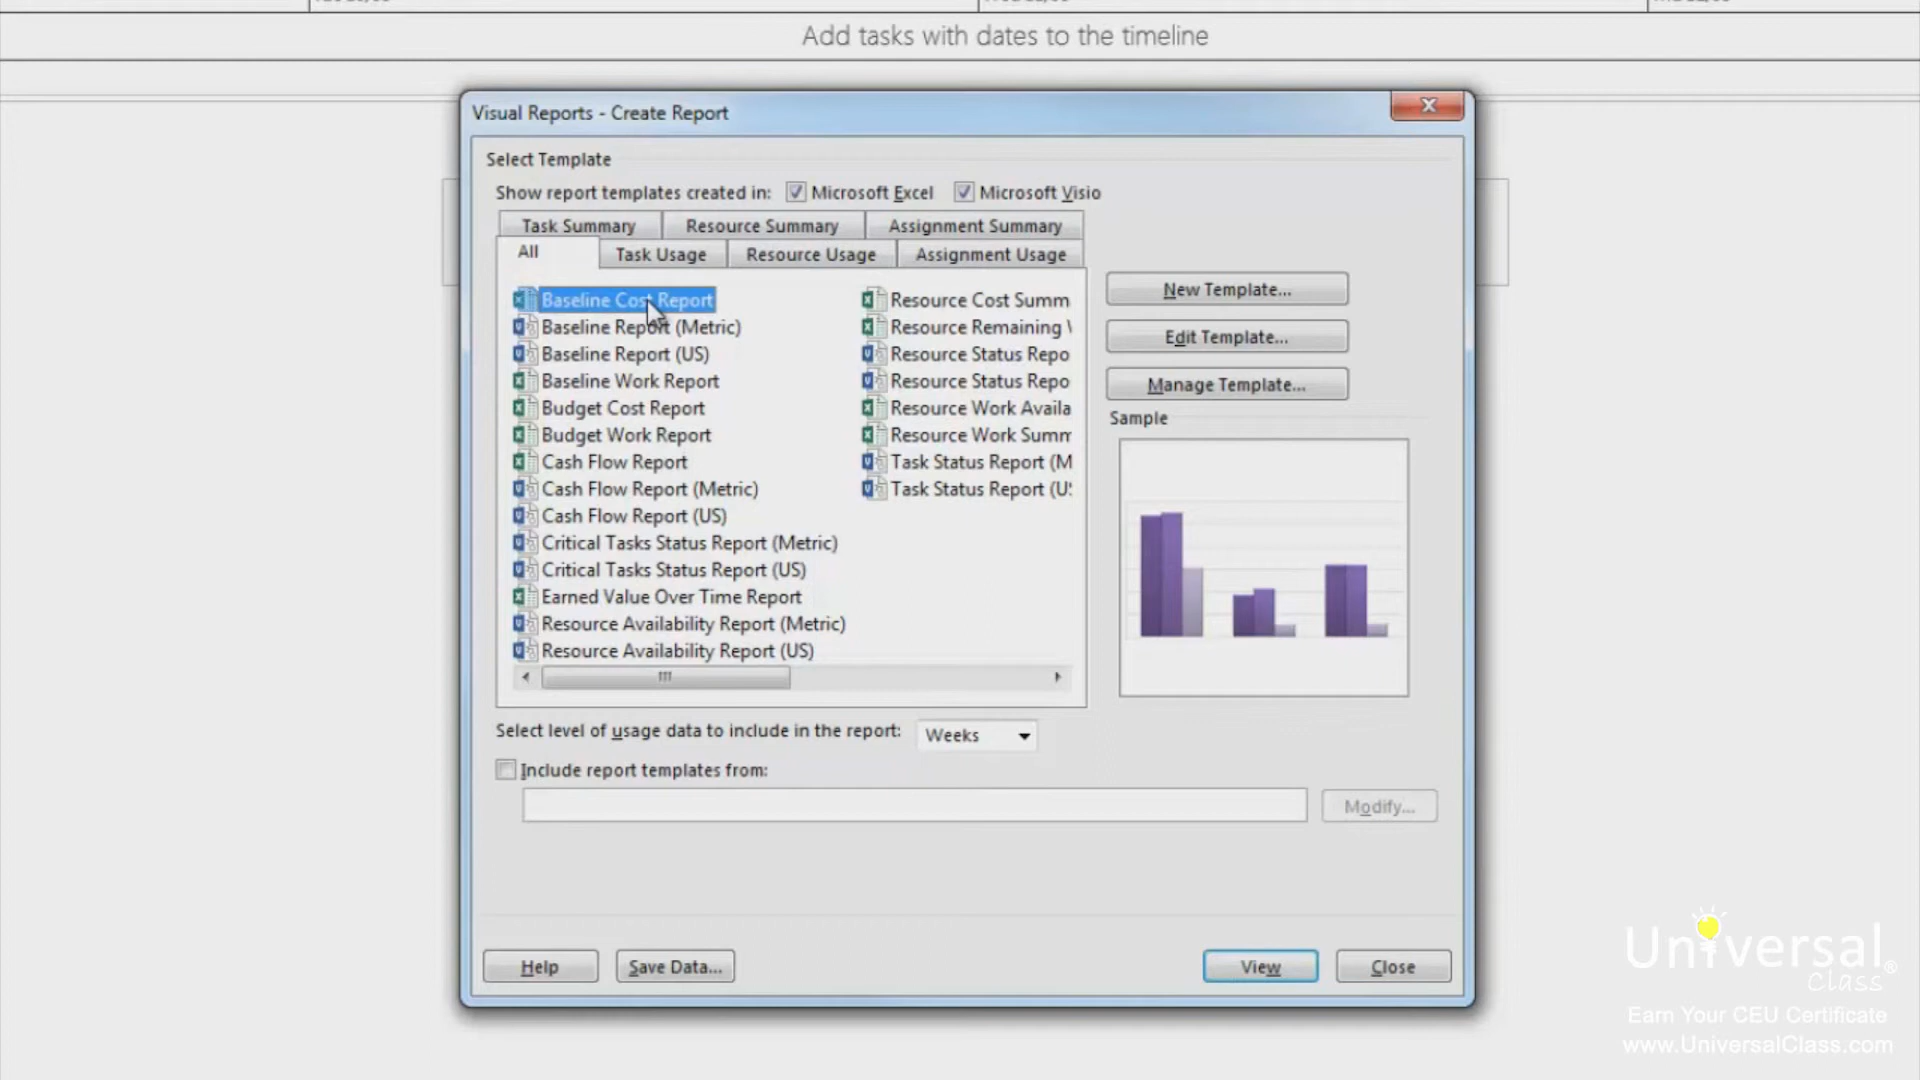 Add tasks with dates to the timeline
Visual Reports - Create Report
Select Template
Show report templates created in: Microsoft Excel Microsoft Visio
Task Summary Resource Summary Assignment Summary
All Task Usage Resource Usage Assignment Usage
Baseline Cost Report
Baseline Report (Metric)
Baseline Report (US)
Baseline Work Report
Budget Cost Report
Budget Work Report
Cash Flow Report
Cash Flow Report (Metric)
Cash Flow Report (US)
Critical Tasks Status Report (Metric)
Critical Tasks Status Report (US)
Earned Value Over Time Report
Resource Availability Report (Metric)
Resource Availability Report (US)
Resource Cost Summ
Resource Remaining
Resource Status Repo
Resource Status Repo
Resource Work Availa
Resource Work Summ
Task Status Report (M
Task Status Report (US
New Template...
Edit Template...
Manage Template...
Sample
Select level of usage data to include in the report: Weeks
Include report templates from:
Modify...
Help Save Data... View Close
Universal
Class®
Earn Your CEU Certificate
www.UniversalClass.com